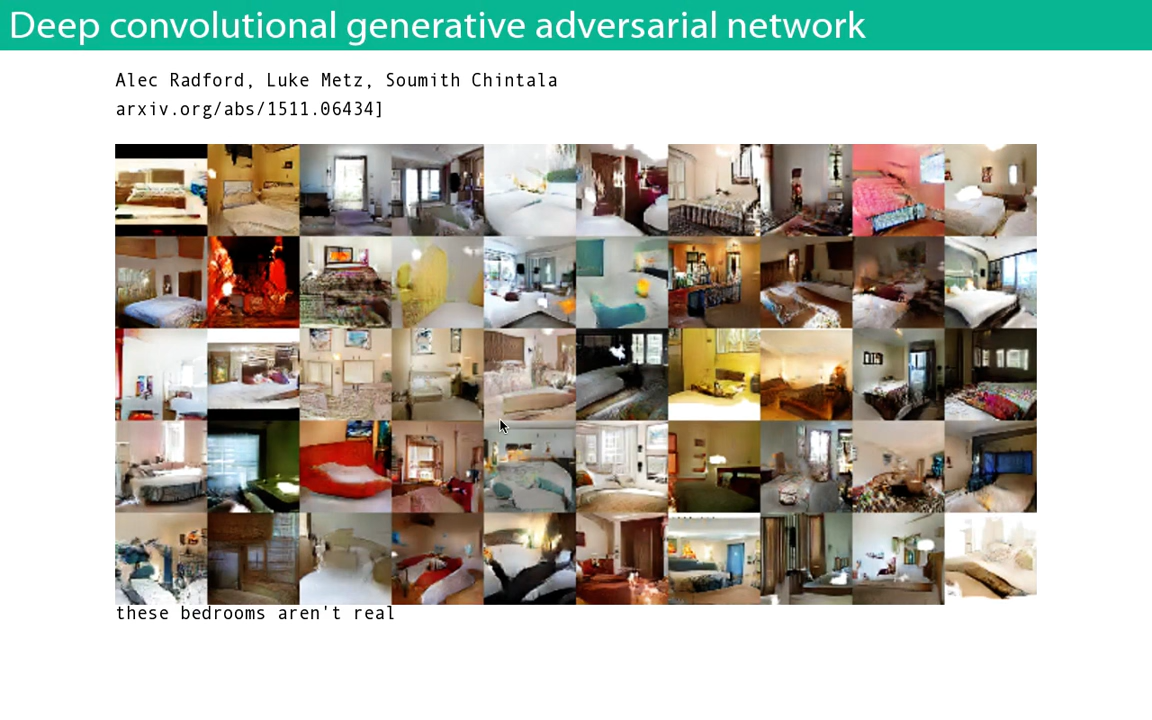 Deep convolutional generative adversarial network
Alec Radford, Luke Metz, Soumith Chintala
arxiv.org/abs/1511.06434]
these bedrooms aren't real